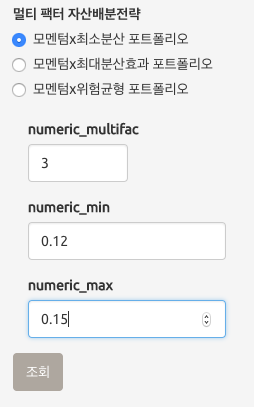 멀티 팩터 자산배분전략
모멘텀x최소분산 포트폴리오
모멘텀x최대분산효과 포트폴리오
모멘텀x위험균형 포트폴리오
numeric_multifac
3
numeric_min
0.12
numeric_max
0.15
조회